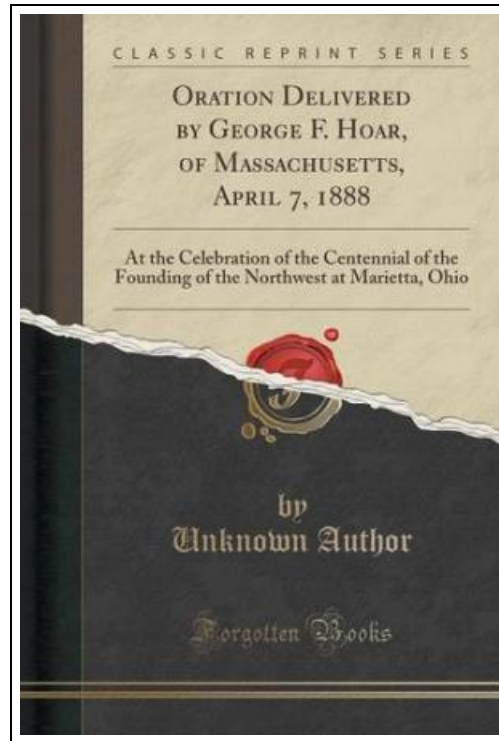 CLASSIC REPRINT SERIES
ORATION DELIVERED
BY GEORGE F. HOAR,
OF MASSACHUSETTS,
APRIL 7, 1888
At the Celebration of the Centennial of the
Founding of the Northwest at Marietta, Ohio
by
Unknown Author
Forgotten Books